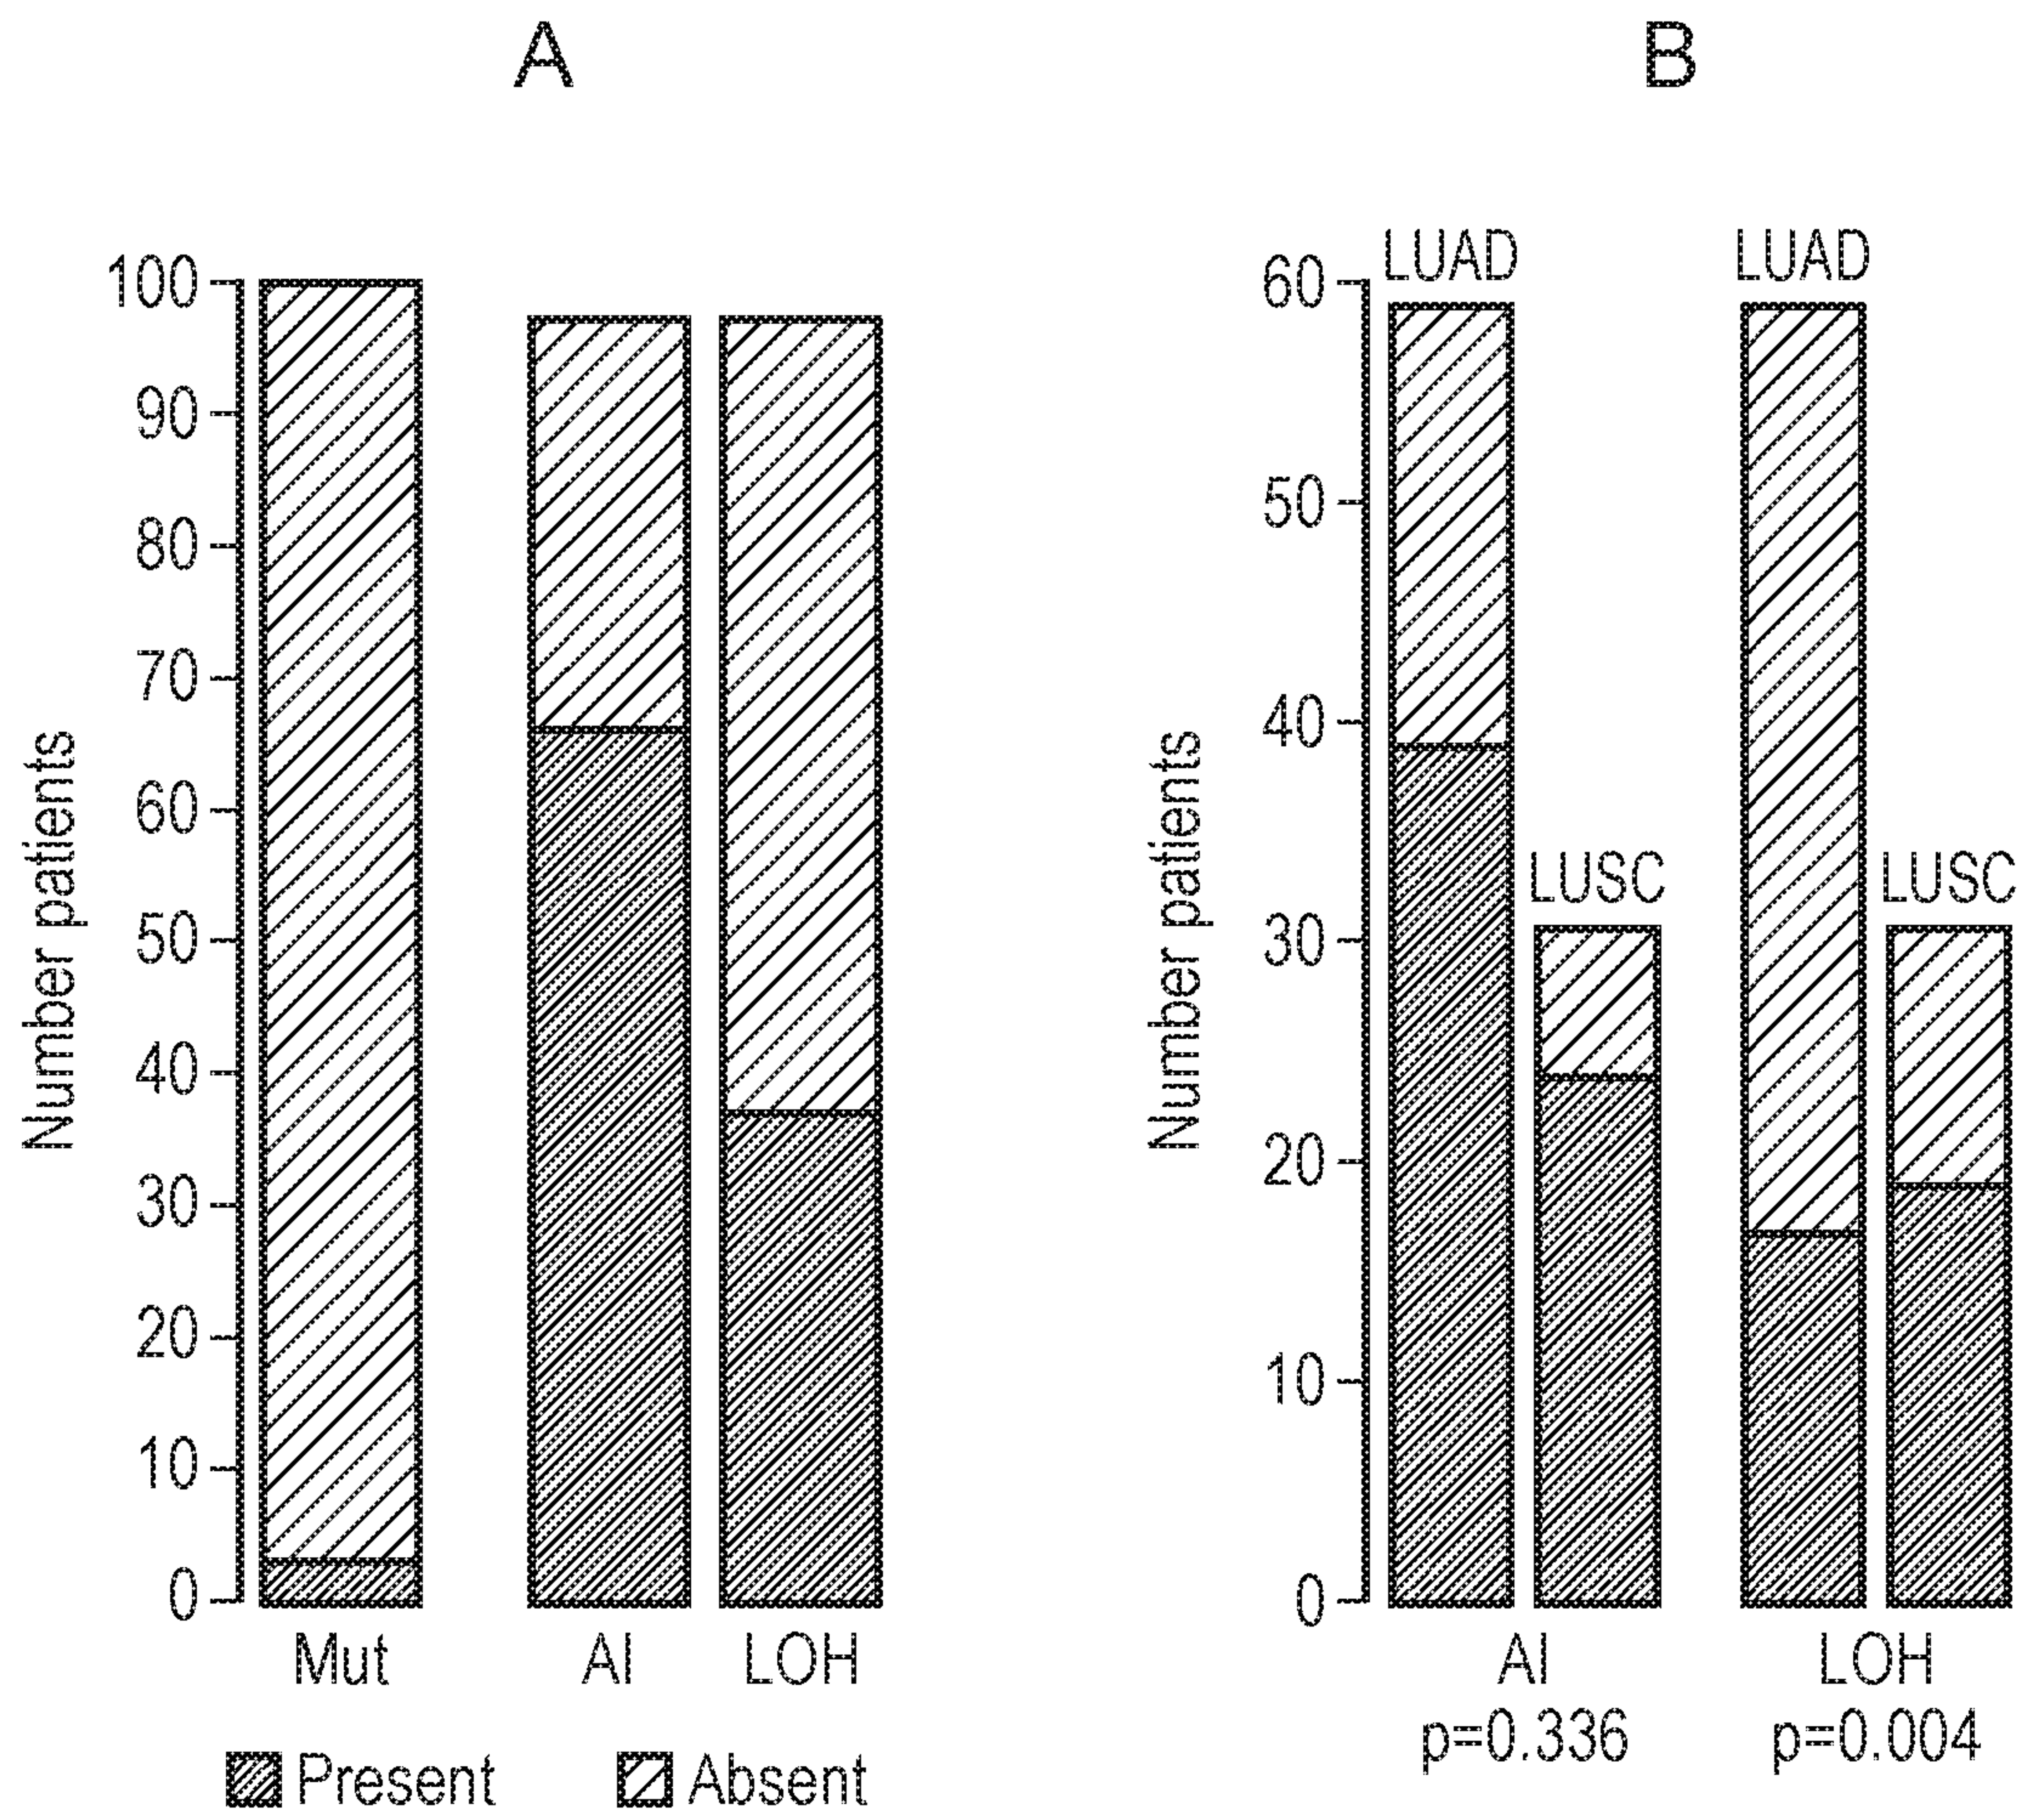 A
Number patients
100
90
80
70
60
50
40
30
20
10
0
Mut
AI
LOH
Present
Absent
B
Number patients
60
50
40
30
20
10
0
LUAD
LUSC
LUAD
LUSC
AI
p=0.336
LOH
p=0.004